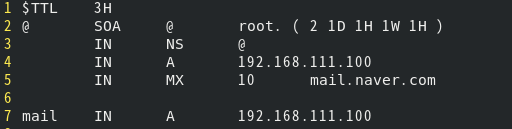 1 $TTL 3H
2 @ SOA @ root. ( 2 1D 1H 1W 1H )
3 IN NS @
4 IN A 192.168.111.100
5 IN MX 10 mail.naver.com
6
7 mail IN A 192.168.111.100